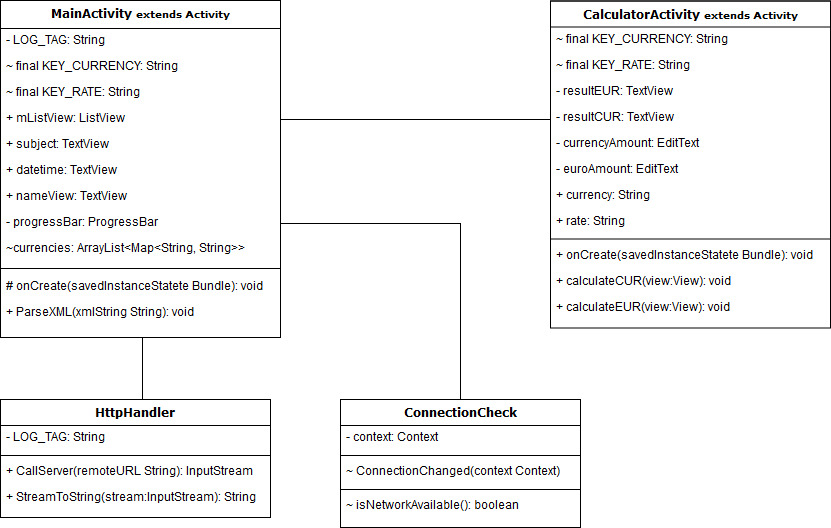 MainActivity extends Activity
- LOG_TAG: String
~ final KEY_CURRENCY: String
~ final KEY_RATE: String
+ mListView: ListView
+ subject: TextView
+ datetime: TextView
+ nameView: TextView
- progressBar: ProgressBar
~currencies: ArrayList<Map<String, String>>
# onCreate(savedInstanceStatete Bundle): void
+ ParseXML(xmlString String): void
CalculatorActivity extends Activity
~ final KEY_CURRENCY: String
~ final KEY_RATE: String
- resultEUR: TextView
- resultCUR: TextView
- currencyAmount: EditText
- euroAmount: EditText
+ currency: String
+ rate: String
+ onCreate(savedInstanceStatete Bundle): void
+ calculateCUR(view:View): void
+ calculateEUR(view:View): void
HttpHandler
- LOG_TAG: String
+ CallServer(remoteURL String): InputStream
+ StreamToString(stream:InputStream): String
ConnectionCheck
- context: Context
~ ConnectionChanged(context Context)
~ isNetworkAvailable(): boolean